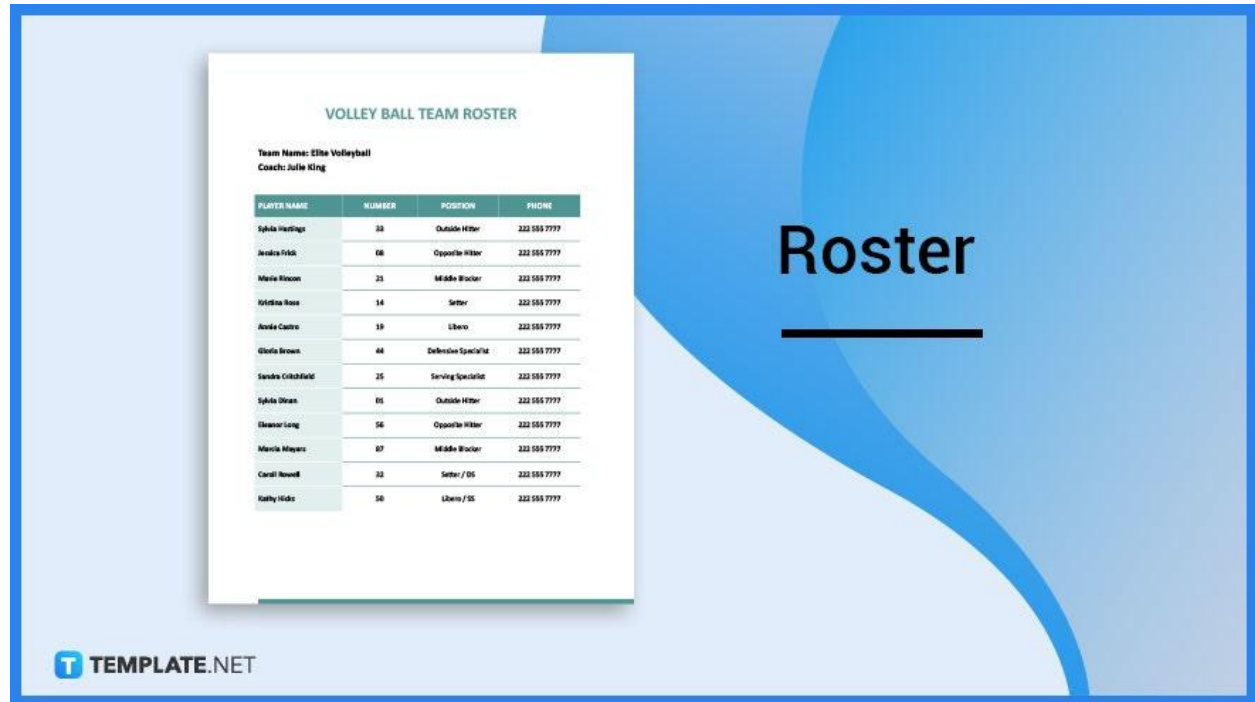 VOLLEY BALL TEAM ROSTER
Team Name: Elite Volleyball
Coach: Julie King
PLAYER NAME NUMBER POSITION PHONE
Sylvia Hastings 33 Outside Hitter 222 555 7777
Jessica Frick 08 Opposite Hitter 222 555 7777
Marie Rincon 21 Middle Blocker 222 555 7777
Kristina Rose 14 Setter 222 555 7777
Annie Castro 19 Libero 222 555 7777
Gloria Brown 44 Defensive Specialist 222 555 7777
Sandra Critchfield 25 Serving Specialist 222 555 7777
Sylvia Dinan 01 Outside Hitter 222 555 7777
Eleanor Long 56 Opposite Hitter 222 555 7777
Marcia Meyers 87 Middle Blocker 222 555 7777
Caroll Rowell 32 Setter / DS 222 555 7777
Kathy Hicks 50 Libero / SS 222 555 7777
Roster
T TEMPLATE.NET